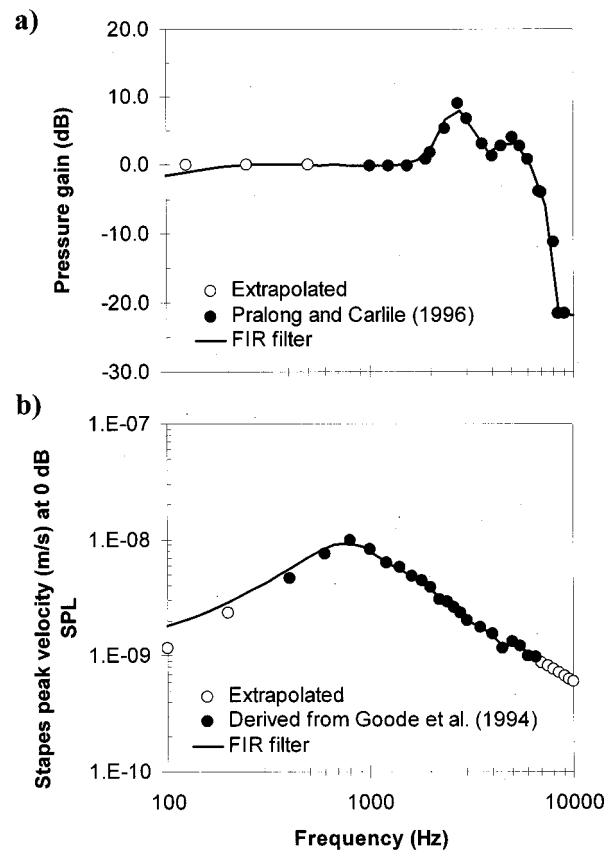 a)
20.0
10.0
0.0
-10.0
-20.0
-30.0
Pressure gain (dB)
Extrapolated
Pralong and Carlile (1996)
FIR filter
b)
1.E-07
1.E-08
1.E-09
1.E-10
Stapes peak velocity (m/s) at 0 dB
SPL
Extrapolated
Derived from Goode et al. (1994)
FIR filter
100
1000
10000
Frequency (Hz)